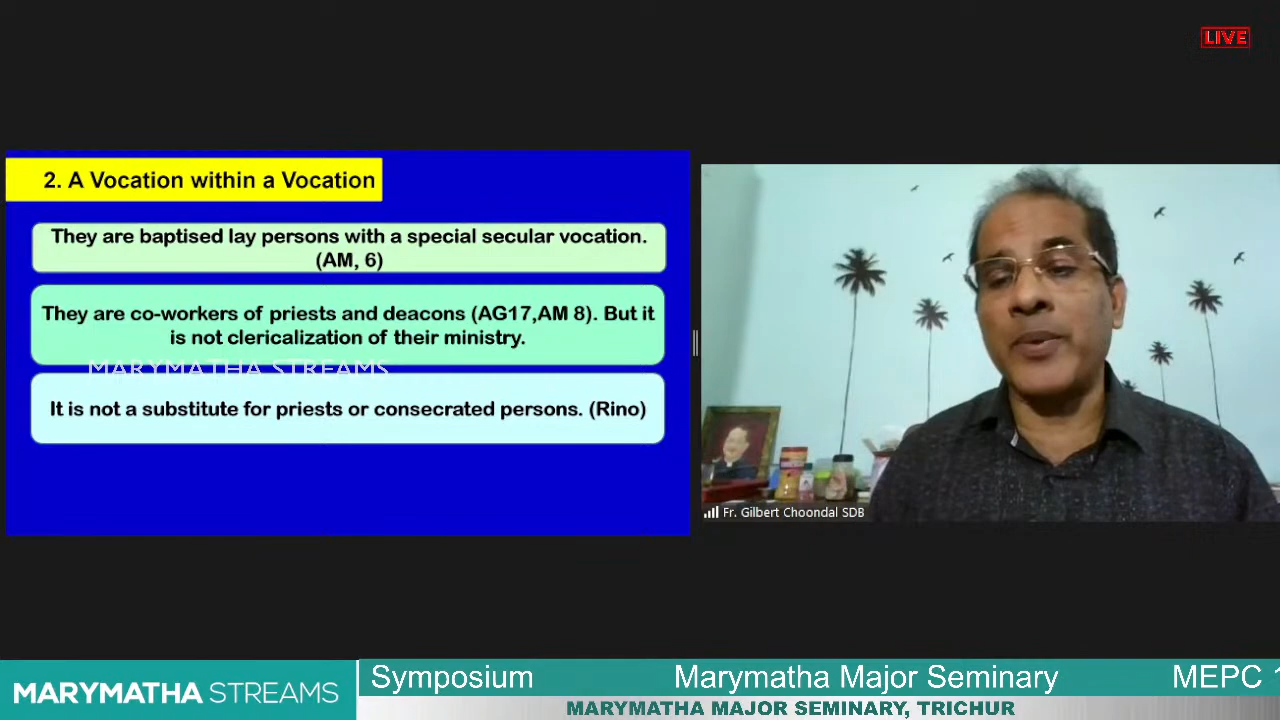 LIVE
2. A Vocation within a Vocation
They are baptised lay persons with a special secular vocation.
(AM, 6)
They are co-workers of priests and deacons (AG17,AM 8). But it
is not clericalization of their ministry.
MARYMATHA STREAMS
It is not a substitute for priests or consecrated persons. (Rino)
Fr. Gilbert Choondal SDB
MARYMATHA STREAMS
Symposium Marymatha Major Seminary MEPC
MARYMATHA MAJOR SEMINARY, TRICHUR